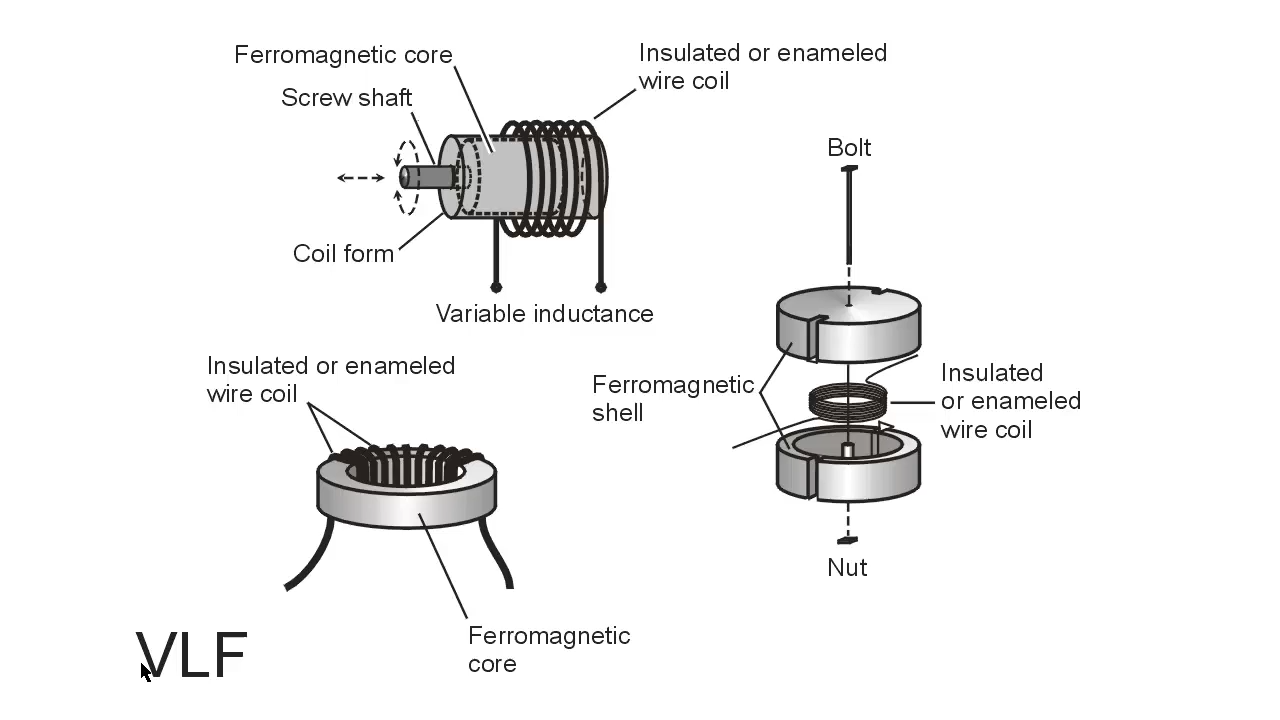 Ferromagnetic core
Screw shaft
Insulated or enameled
wire coil
Coil form
Variable inductance
Bolt
Ferromagnetic
shell
Insulated
or enameled
wire coil
Nut
Insulated or enameled
wire coil
Ferromagnetic
core
VLF